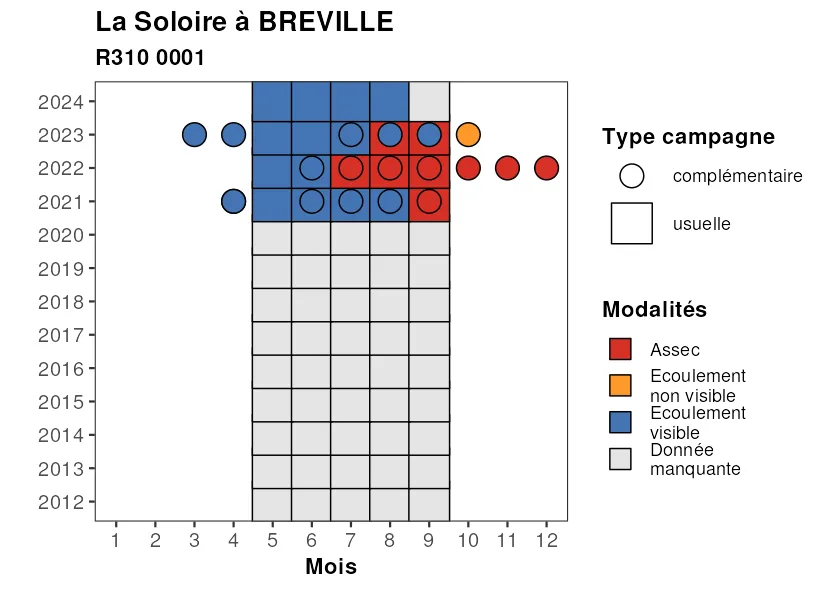 La Soloire à BREVILLE
R310 0001
2024
2023
2022
2021
2020
2019
2018
2017
2016
2015
2014
2013
2012
1 2 3 4 5 6 7 8 9 10 11 12
Mois
Type campagne
complémentaire
usuelle
Modalités
Assec
Ecoulement
non visible
Ecoulement
visible
Donnée
manquante